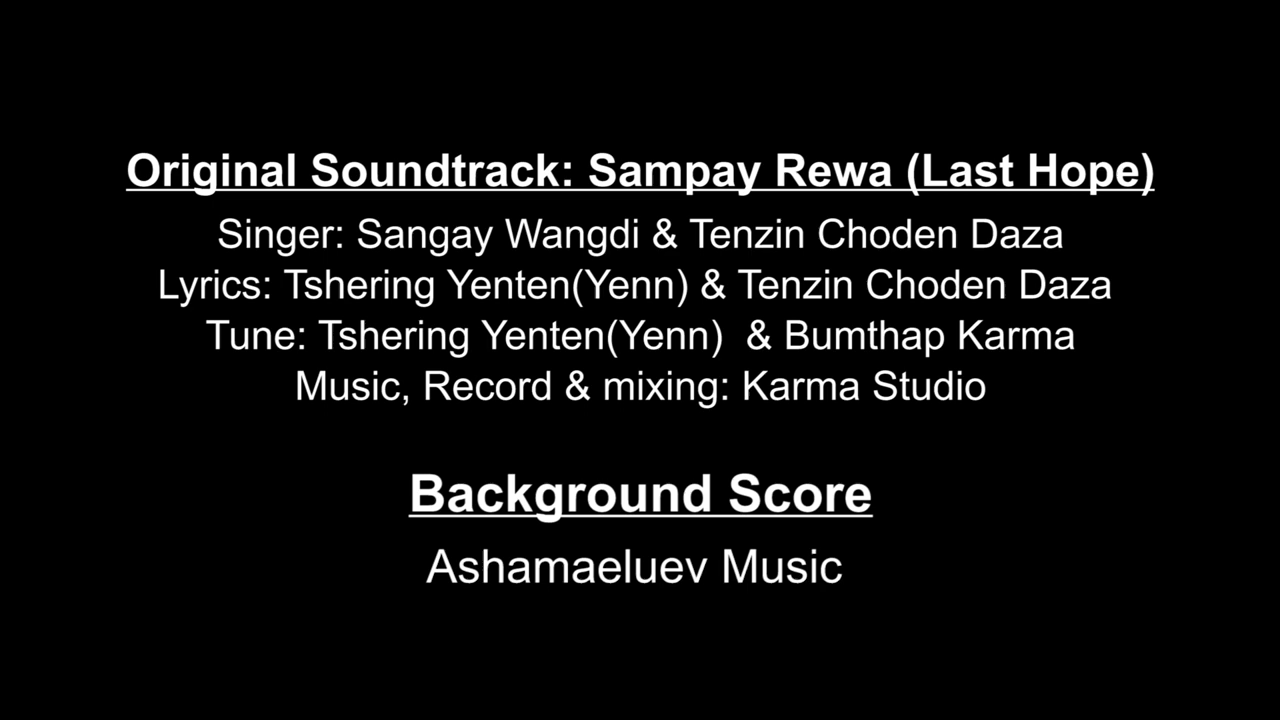 Original Soundtrack: Sampay Rewa (Last Hope)
Singer: Sangay Wangdi & Tenzin Choden Daza
Lyrics: Tshering Yenten(Yenn) & Tenzin Choden Daza
Tune: Tshering Yenten(Yenn)  & Bumthap Karma
Music, Record & mixing: Karma Studio
Background Score
Ashamaeluev Music